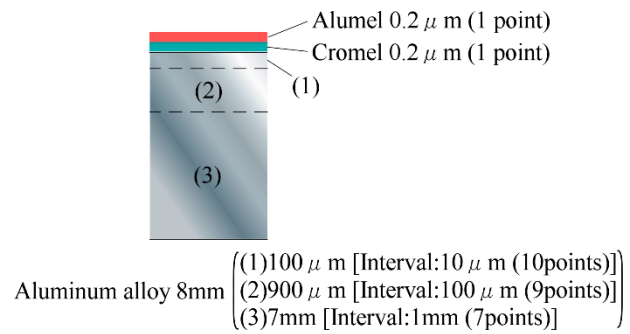 Alumel 0.2 μ m (1 point)
Cromel 0.2 μ m (1 point)
(1)
(2)
(3)
Aluminum alloy 8mm
(1)100 μ m [Interval:10 μ m (10points)]
(2)900 μ m [Interval:100 μ m (9points)]
(3)7mm [Interval:1mm (7points)]